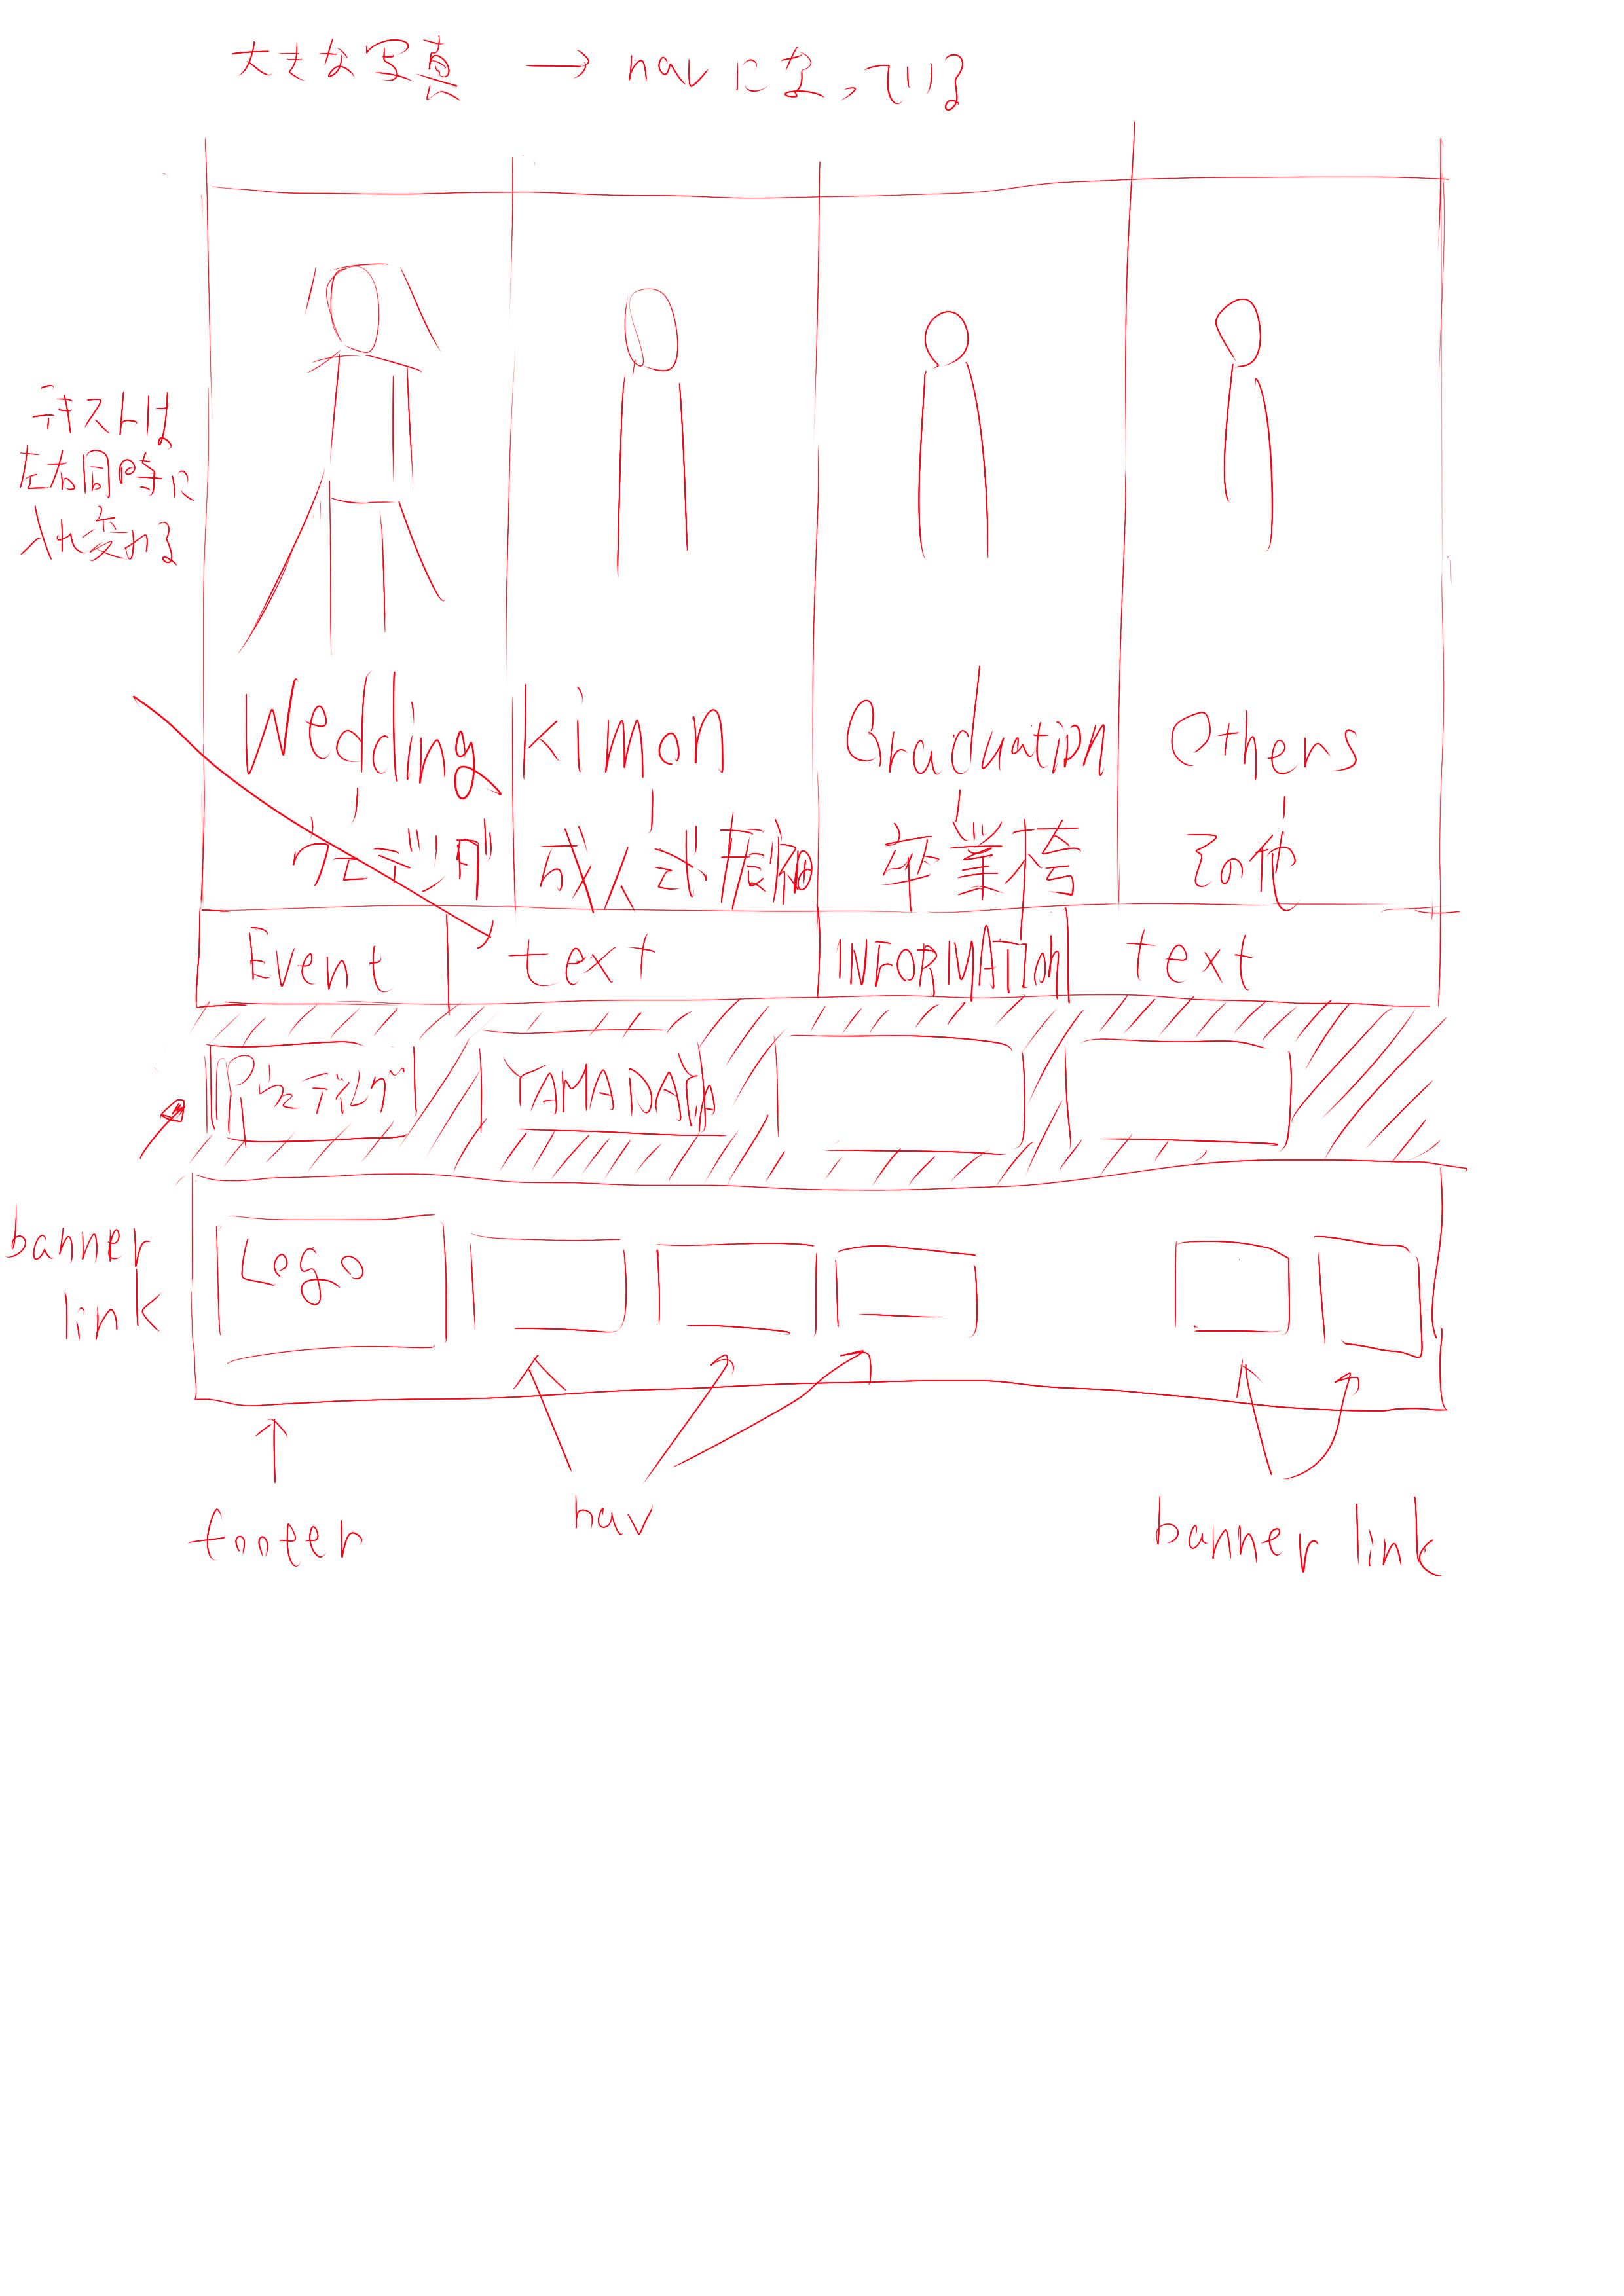 大きな写真 → navになっている
テキストは
左右同時に
入れ変わる
Wedding kimon Graduation Others
ウェディング 成人式振袖 卒業袴 その他
Event text INFORMATIOn text
ウェディング YAMADA
banner
link
Logo
footer nav banner link